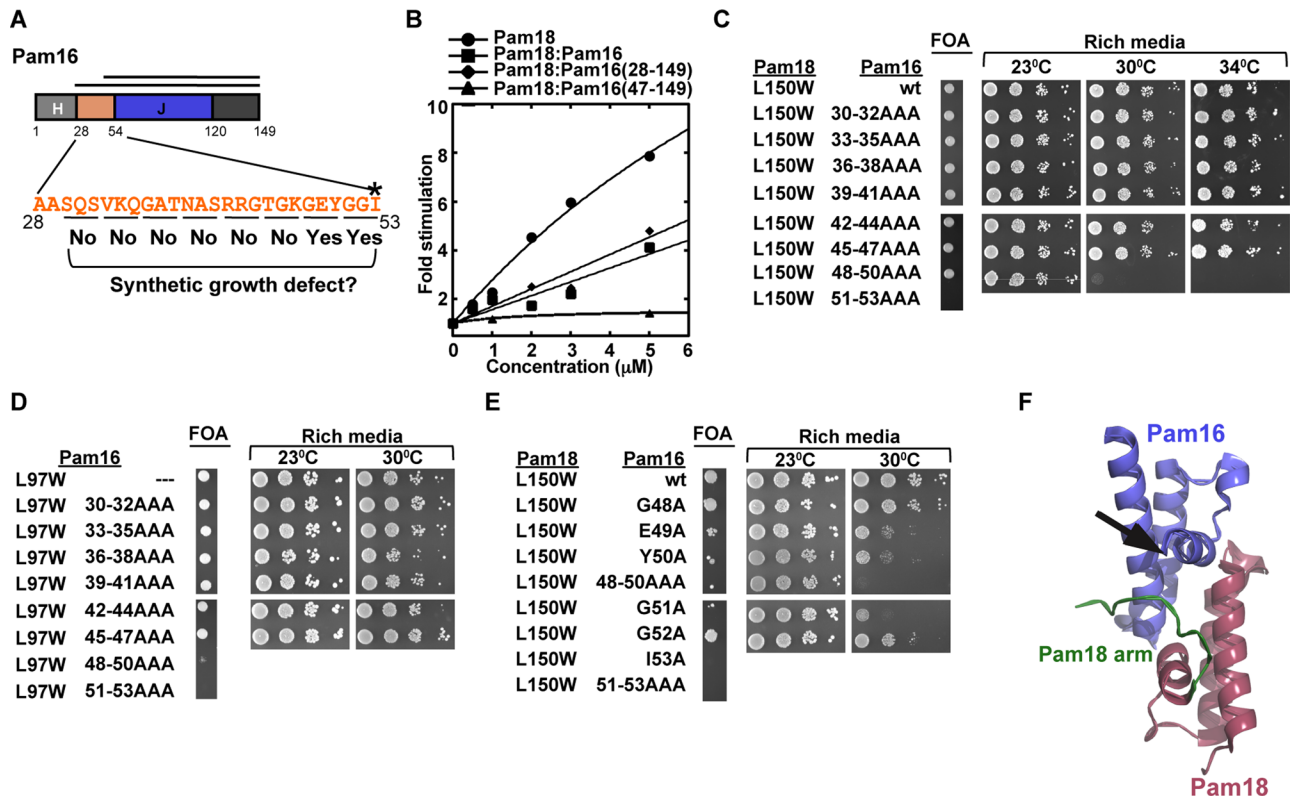 A
Pam16
H J
1 28 54 120 149
*
AASQSVKQGATNASRRGTGKGEYGGI
28 53
No No No No No No Yes Yes
Synthetic growth defect?
B
Pam18
Pam18:Pam16
Pam18:Pam16(28-149)
Pam18:Pam16(47-149)
Fold stimulation
10
8
6
4
2
0 1 2 3 4 5 6
Concentration (μM)
C
FOA Rich media
Pam18 Pam16 23⁰C 30⁰C 34⁰C
L150W wt
L150W 30-32AAA
L150W 33-35AAA
L150W 36-38AAA
L150W 39-41AAA
L150W 42-44AAA
L150W 45-47AAA
L150W 48-50AAA
L150W 51-53AAA
D
FOA Rich media
Pam16 23⁰C 30⁰C
L97W ---
L97W 30-32AAA
L97W 33-35AAA
L97W 36-38AAA
L97W 39-41AAA
L97W 42-44AAA
L97W 45-47AAA
L97W 48-50AAA
L97W 51-53AAA
E
FOA Rich media
Pam18 Pam16 23⁰C 30⁰C
L150W wt
L150W G48A
L150W E49A
L150W Y50A
L150W 48-50AAA
L150W G51A
L150W G52A
L150W I53A
L150W 51-53AAA
F
Pam16
Pam18 arm
Pam18